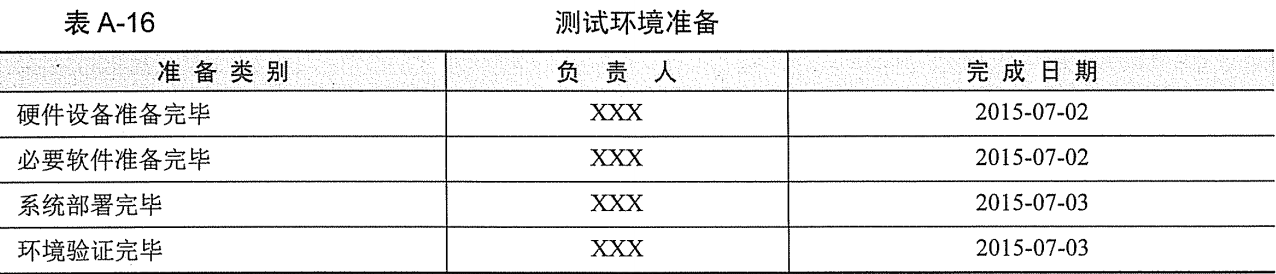 表 A-16 测试环境准备
准备类别 负责人 完成日期
硬件设备准备完毕 XXX 2015-07-02
必要软件准备完毕 XXX 2015-07-02
系统部署完毕 XXX 2015-07-03
环境验证完毕 XXX 2015-07-03